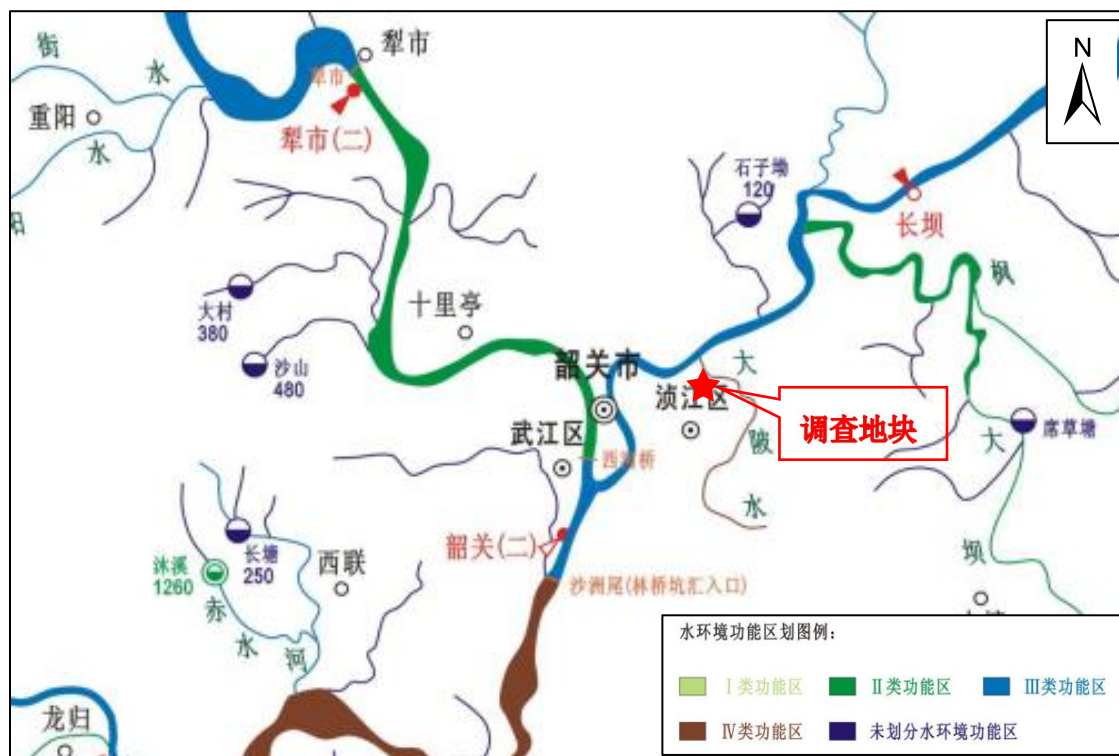 N
犁市
街
水
犁市
重阳
犁市(二)
水
阳
石子坳
120
长坝
枫
大村
380
十里亭
沙山
480
韶关市
大
浈江区
调查地块
武江区
陂
席草塘
大
西河桥
水
韶关(二)
长塘
250
西联
沐溪
1260
沙洲尾(林桥坑汇入口)
坝
赤
水
河
龙归
水环境功能区划图例：
Ⅰ类功能区
Ⅱ类功能区
Ⅲ类功能区
Ⅳ类功能区
未划分水环境功能区